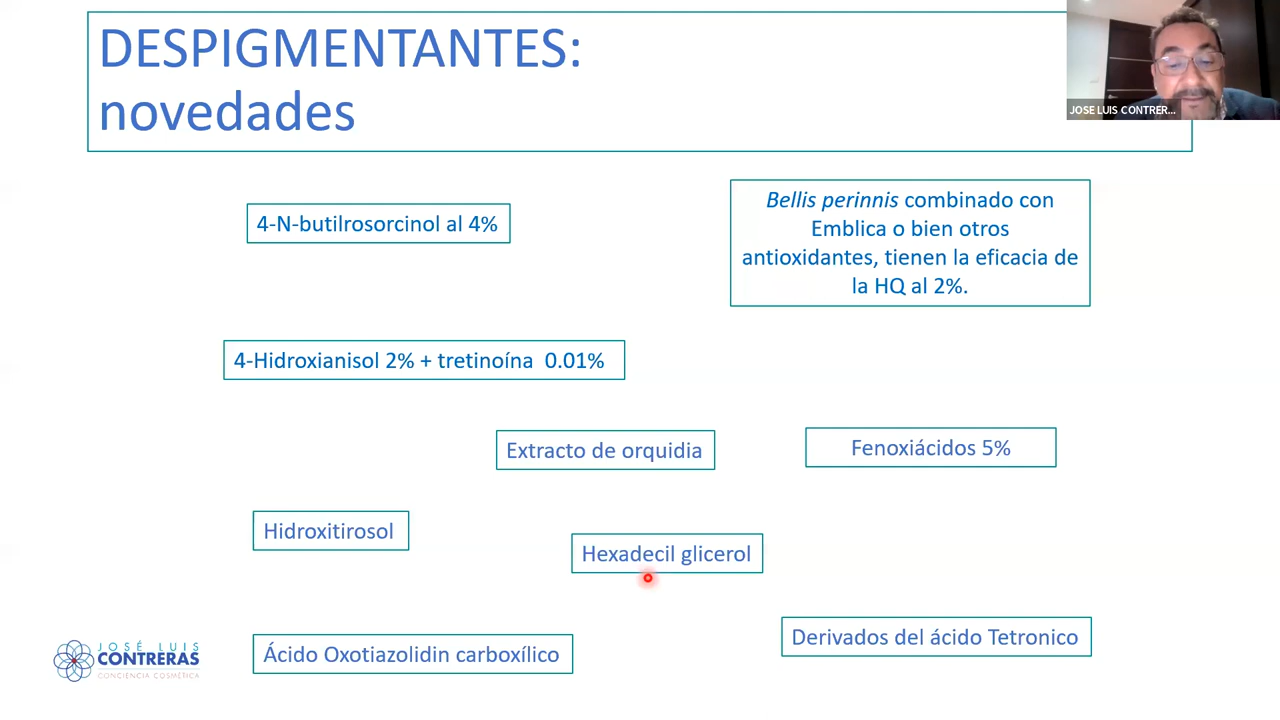 DESPIGMENTANTES:
novedades
JOSE LUIS CONTRER...
4-N-butilrosorcinol al 4%
Bellis perinnis combinado con
Emblica o bien otros
antioxidantes, tienen la eficacia de
la HQ al 2%.
4-Hidroxianisol 2% + tretinoína 0.01%
Extracto de orquidia
Fenoxiácidos 5%
Hidroxitirosol
Hexadecil glicerol
Ácido Oxotiazolidin carboxílico
Derivados del ácido Tetronico
JOSÉ LUIS
CONTRERAS
CONCIENCIA COSMÉTICA